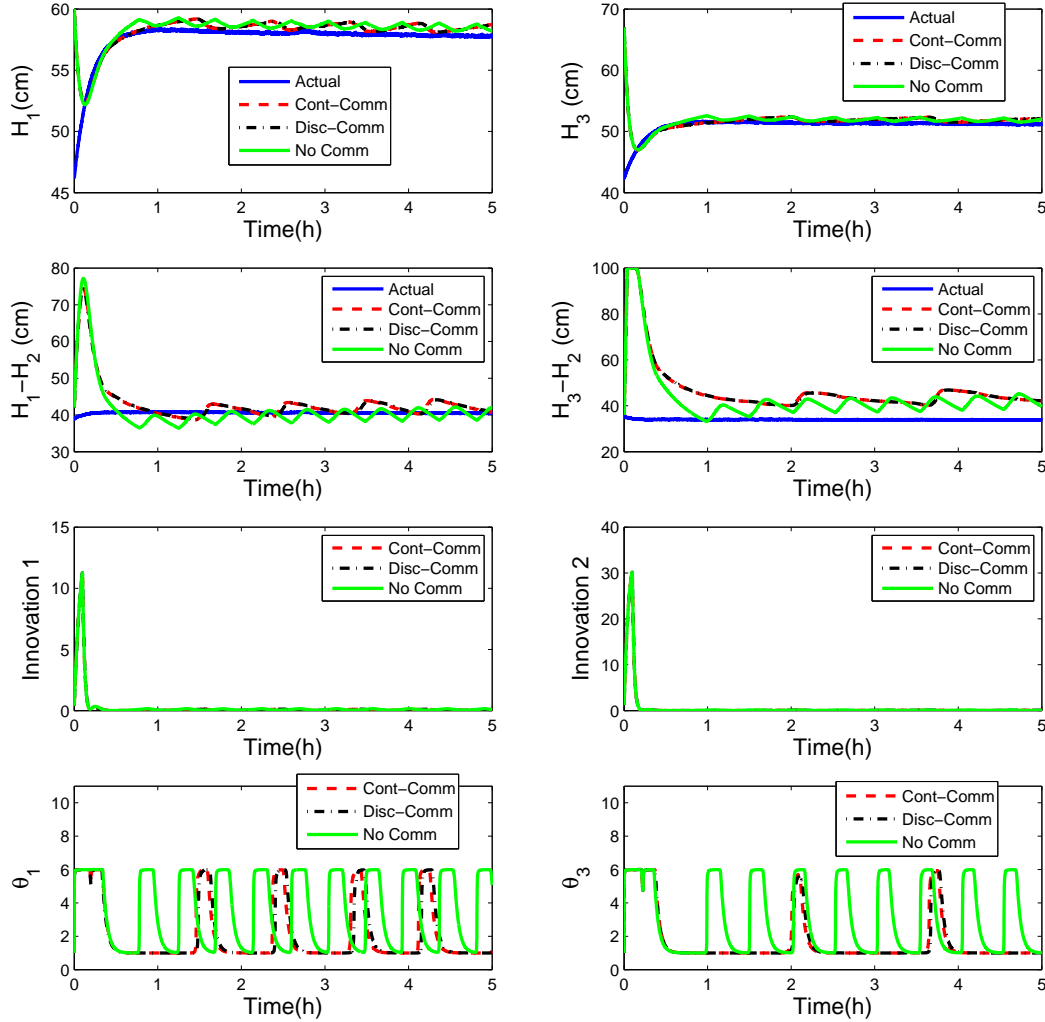 60
55
50
45
H1(cm)
Actual
Cont-Comm
Disc-Comm
No Comm
0 1 2 3 4 5
Time(h)
70
60
50
40
H3 (cm)
Actual
Cont-Comm
Disc-Comm
No Comm
0 1 2 3 4 5
Time(h)
80
70
60
50
40
30
H1-H2 (cm)
Actual
Cont-Comm
Disc-Comm
No Comm
0 1 2 3 4 5
Time(h)
100
80
60
40
20
H3-H2 (cm)
Actual
Cont-Comm
Disc-Comm
No Comm
0 1 2 3 4 5
Time(h)
15
10
5
0
Innovation 1
Cont-Comm
Disc-Comm
No Comm
0 1 2 3 4 5
Time(h)
40
30
20
10
0
Innovation 2
Cont-Comm
Disc-Comm
No Comm
0 1 2 3 4 5
Time(h)
10
8
6
4
2
0
θ1
Cont-Comm
Disc-Comm
No Comm
0 1 2 3 4 5
Time(h)
10
8
6
4
2
0
θ3
Cont-Comm
Disc-Comm
No Comm
0 1 2 3 4 5
Time(h)